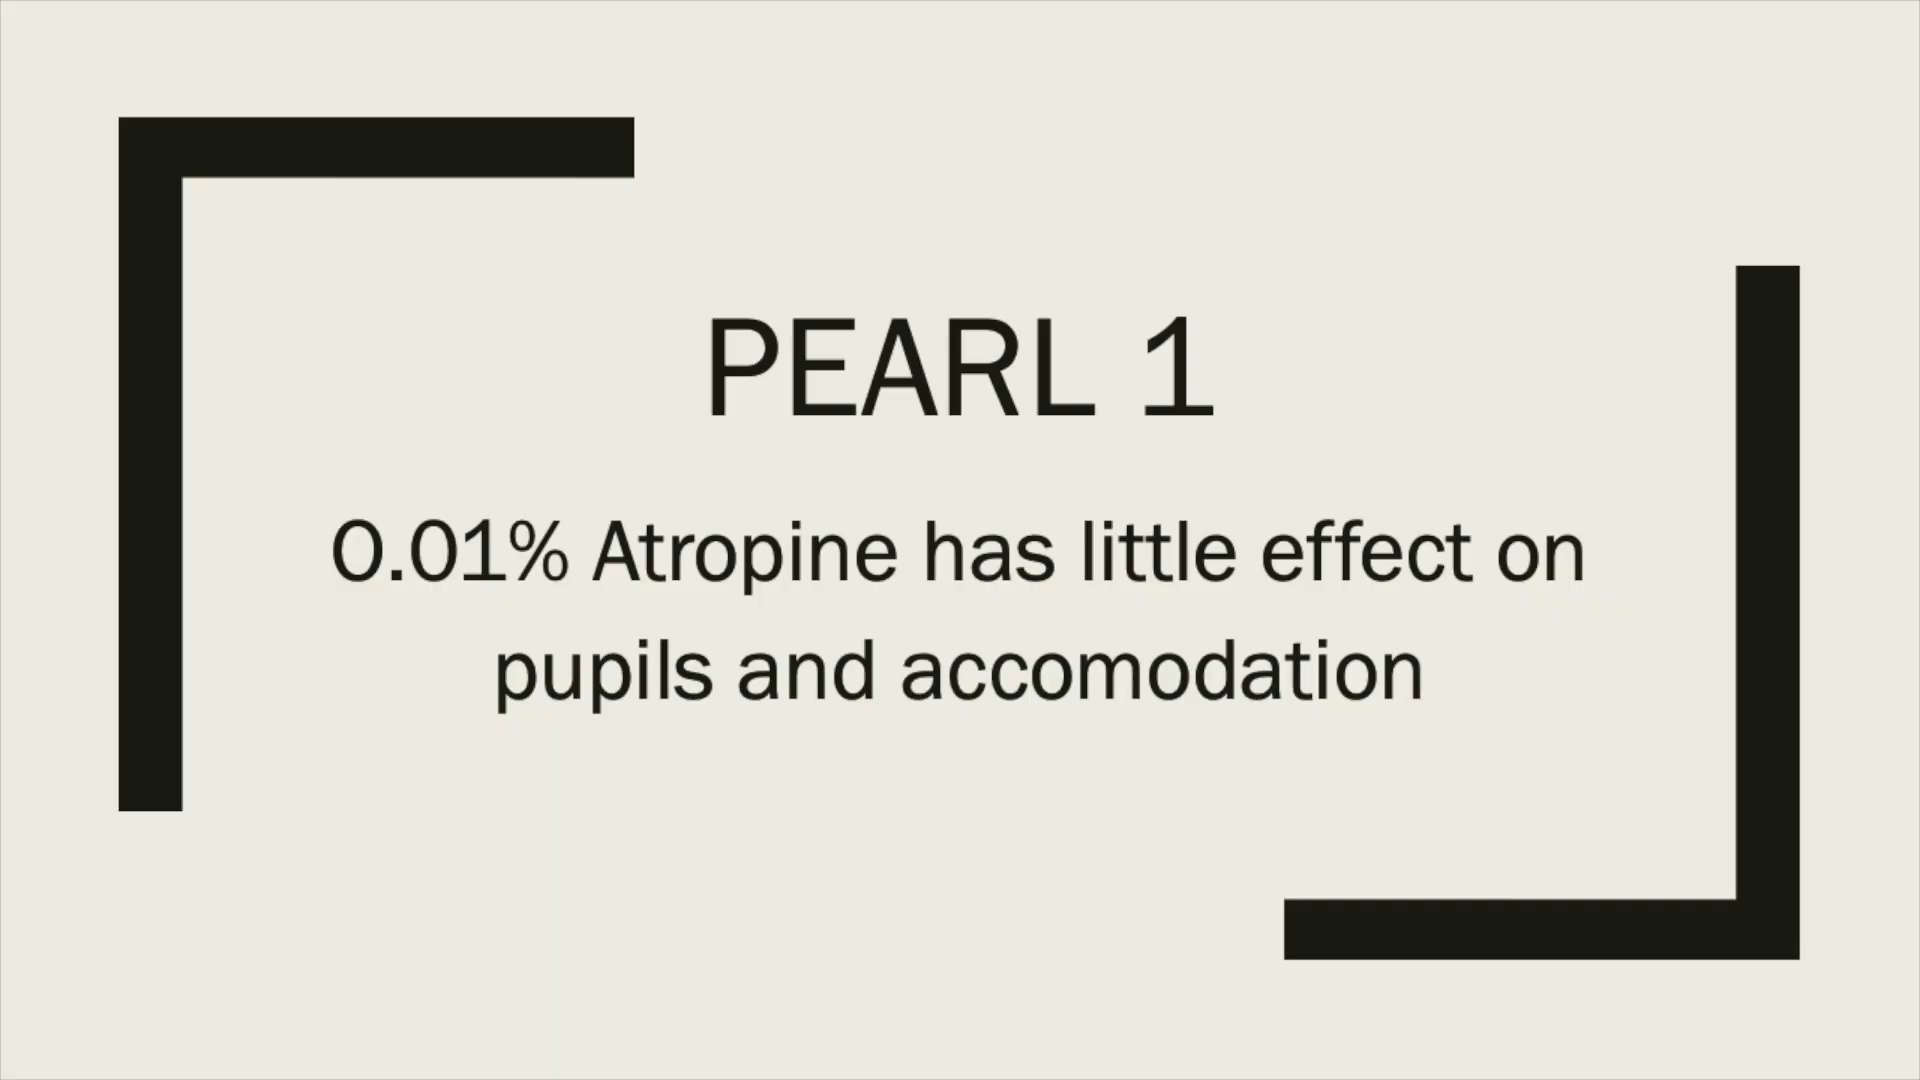 PEARL 1
0.01% Atropine has little effect on
pupils and accomodation